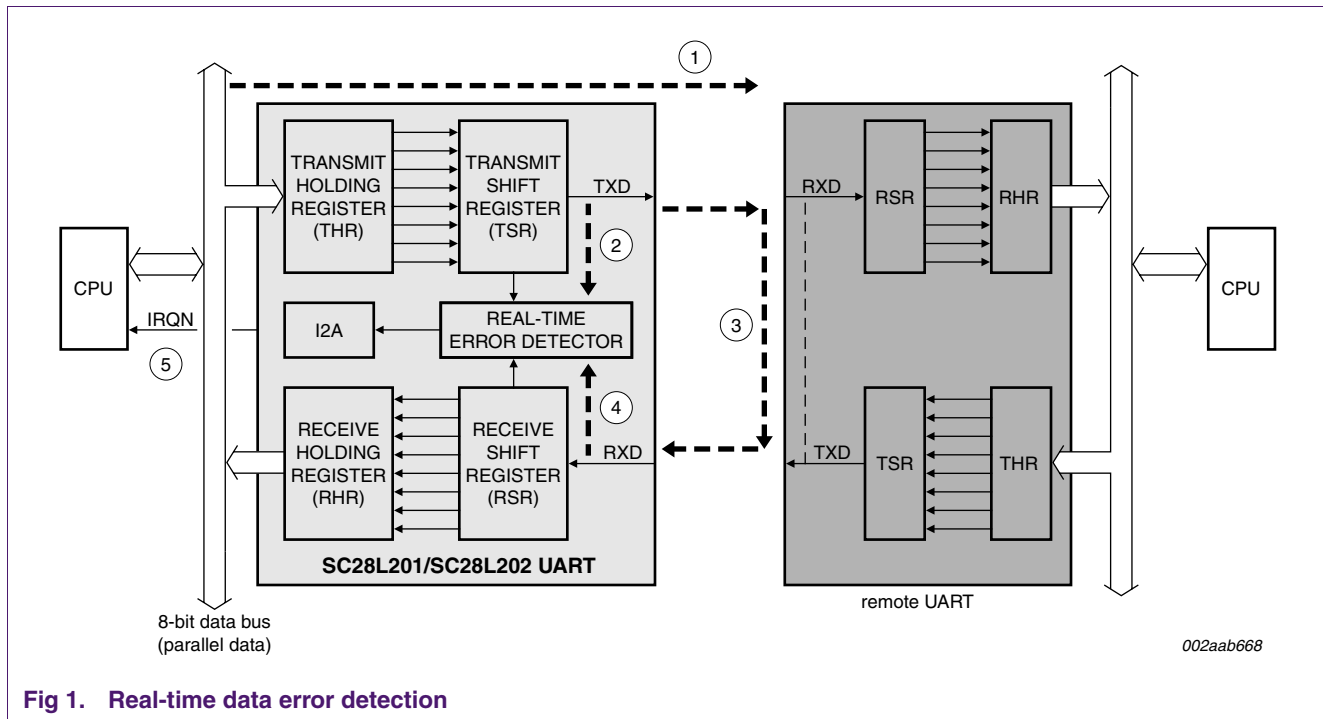 1
TRANSMIT
HOLDING
REGISTER
(THR)
TRANSMIT
SHIFT
REGISTER
(TSR)
TXD
2
RXD
RSR
RHR
CPU
IRQN
5
I2A
REAL-TIME
ERROR DETECTOR
3
CPU
4
RECEIVE
HOLDING
REGISTER
(RHR)
RECEIVE
SHIFT
REGISTER
(RSR)
RXD
TXD
TSR
THR
SC28L201/SC28L202 UART
remote UART
8-bit data bus
(parallel data)
002aab668
Fig 1. Real-time data error detection